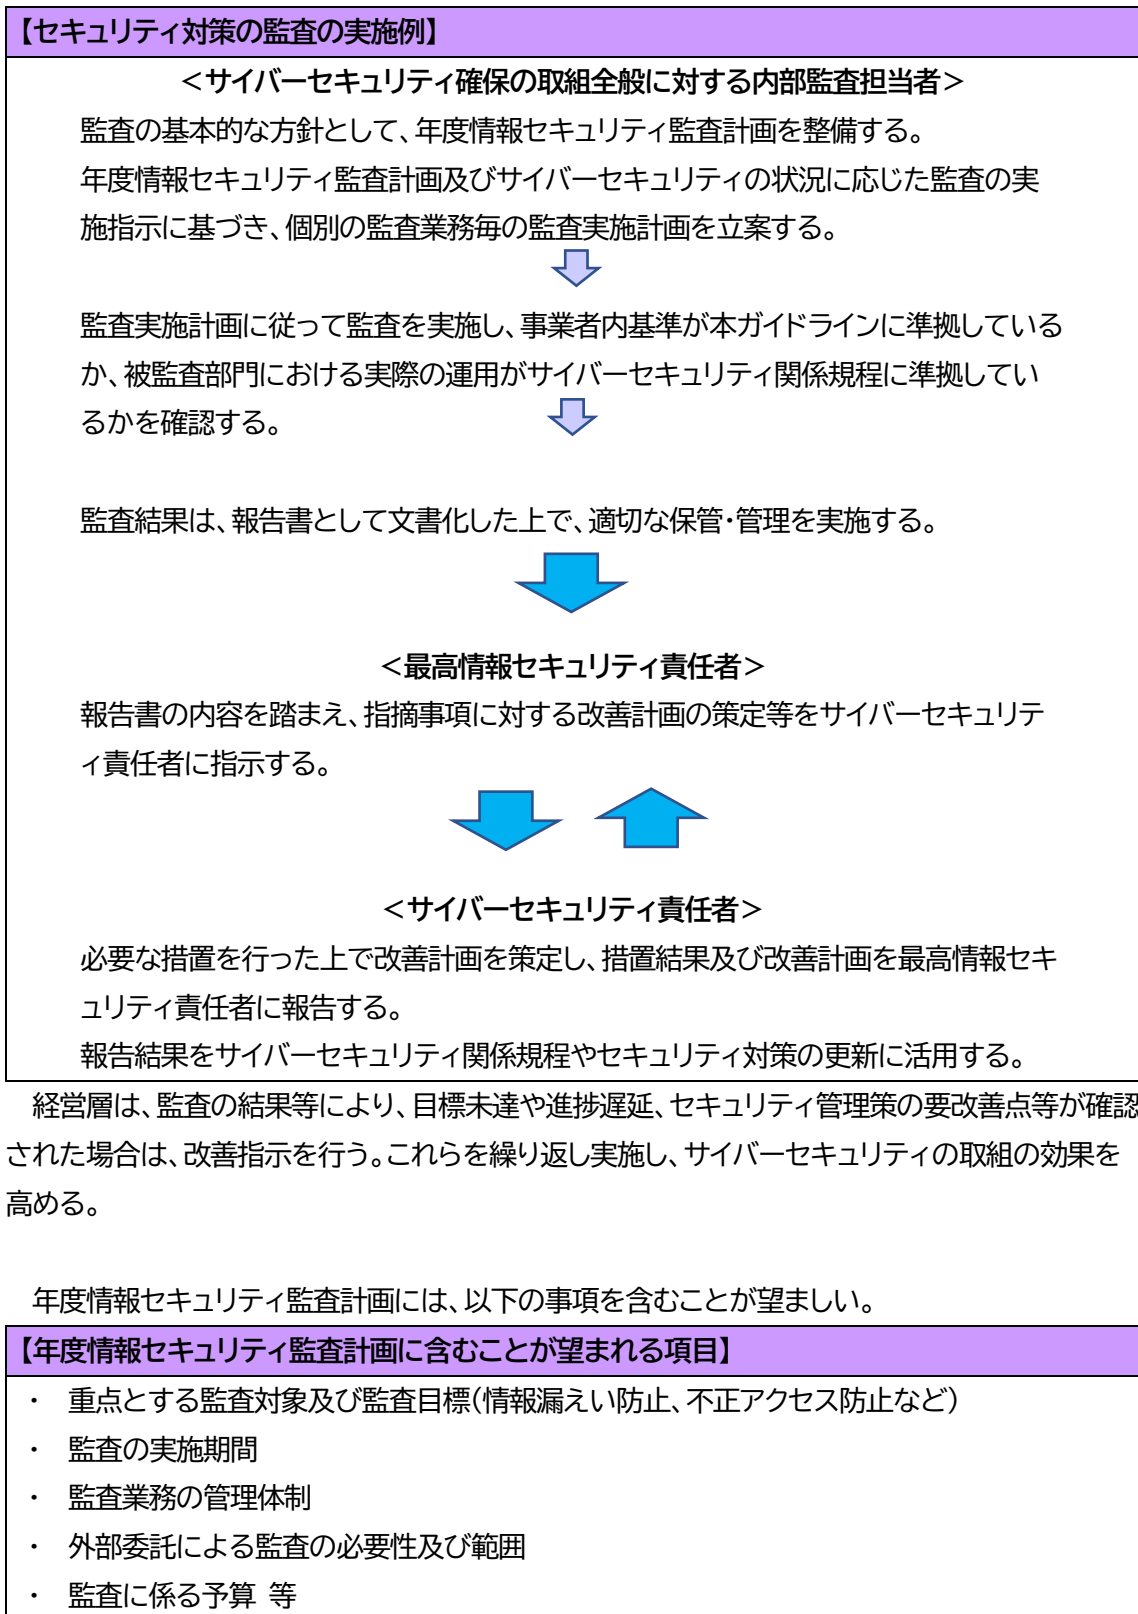 【セキュリティ対策の監査の実施例】
＜サイバーセキュリティ確保の取組全般に対する内部監査担当者＞
監査の基本的な方針として、年度情報セキュリティ監査計画を整備する。
年度情報セキュリティ監査計画及びサイバーセキュリティの状況に応じた監査の実
施指示に基づき、個別の監査業務毎の監査実施計画を立案する。
監査実施計画に従って監査を実施し、事業者内基準が本ガイドラインに準拠している
か、被監査部門における実際の運用がサイバーセキュリティ関係規程に準拠してい
るかを確認する。
監査結果は、報告書として文書化した上で、適切な保管・管理を実施する。
＜最高情報セキュリティ責任者＞
報告書の内容を踏まえ、指摘事項に対する改善計画の策定等をサイバーセキュリテ
ィ責任者に指示する。
＜サイバーセキュリティ責任者＞
必要な措置を行った上で改善計画を策定し、措置結果及び改善計画を最高情報セキ
ュリティ責任者に報告する。
報告結果をサイバーセキュリティ関係規程やセキュリティ対策の更新に活用する。
経営層は、監査の結果等により、目標未達や進捗遅延、セキュリティ管理策の要改善点等が確認
された場合は、改善指示を行う。これらを繰り返し実施し、サイバーセキュリティの取組の効果を
高める。
年度情報セキュリティ監査計画には、以下の事項を含むことが望ましい。
【年度情報セキュリティ監査計画に含むことが望まれる項目】
・ 重点とする監査対象及び監査目標（情報漏えい防止、不正アクセス防止など）
・ 監査の実施期間
・ 監査業務の管理体制
・ 外部委託による監査の必要性及び範囲
・ 監査に係る予算 等